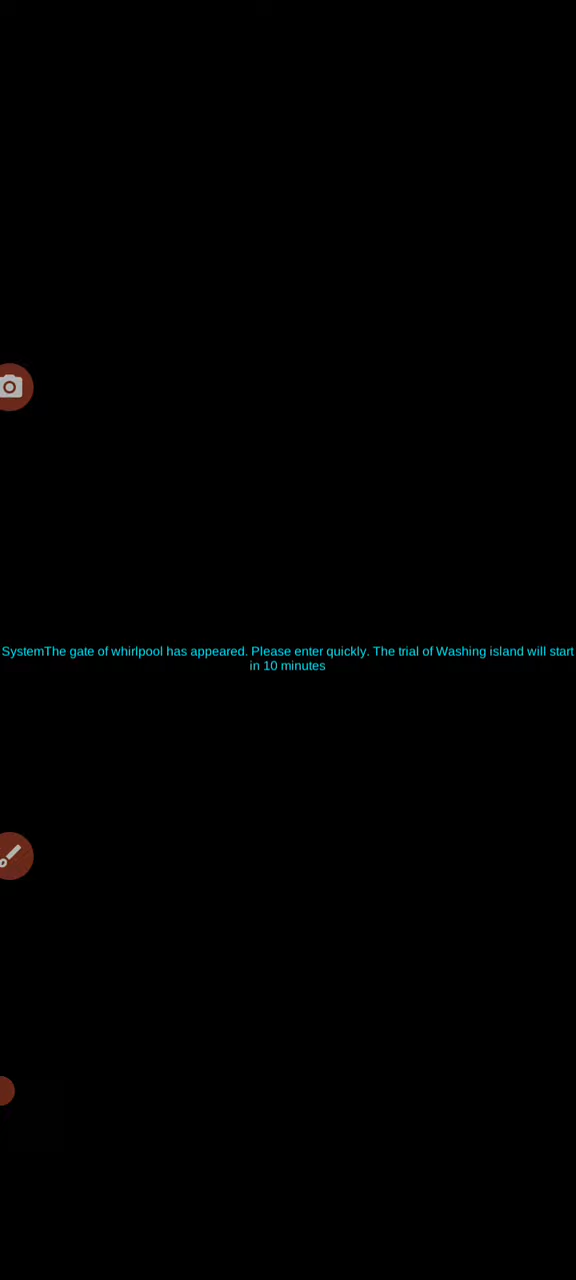 SystemThe gate of whirlpool has appeared. Please enter quickly. The trial of Washing island will start
in 10 minutes